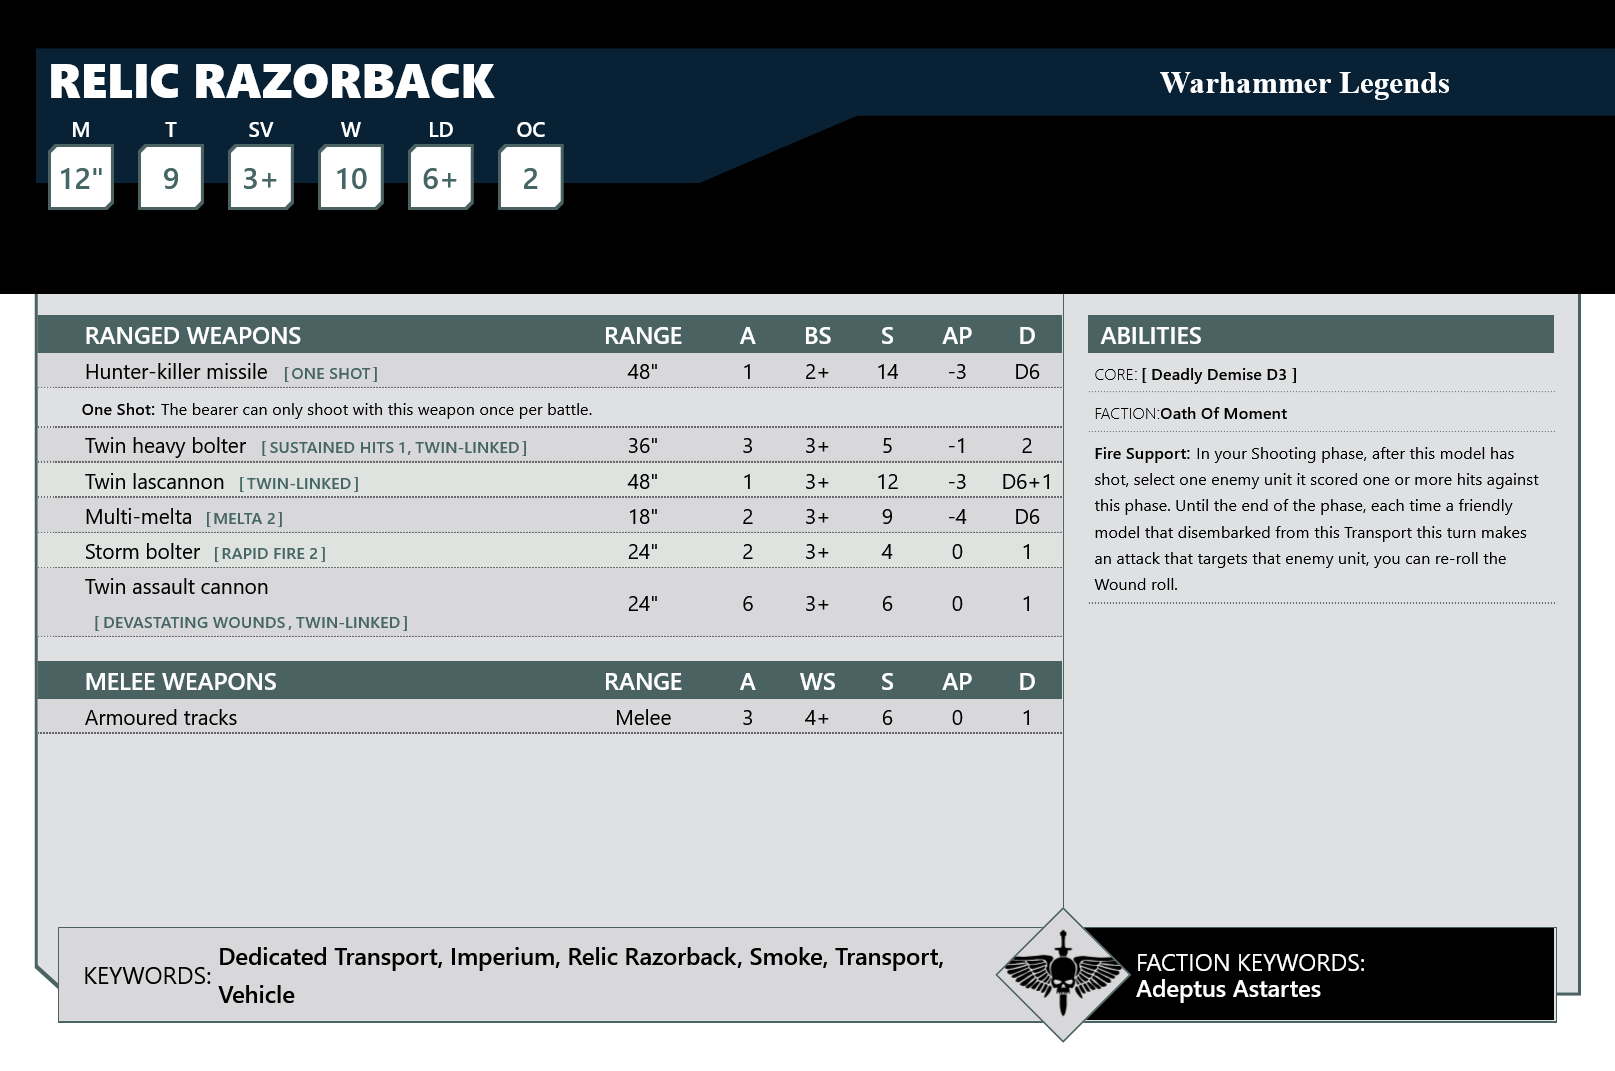 RELIC RAZORBACK
Warhammer Legends
M T SV W LD OC
12" 9 3+ 10 6+ 2
RANGED WEAPONS RANGE A BS S AP D
Hunter-killer missile [ONE SHOT] 48" 1 2+ 14 -3 D6
One Shot: The bearer can only shoot with this weapon once per battle.
Twin heavy bolter [SUSTAINED HITS 1, TWIN-LINKED] 36" 3 3+ 5 -1 2
Twin lascannon [TWIN-LINKED] 48" 1 3+ 12 -3 D6+1
Multi-melta [MELTA 2] 18" 2 3+ 9 -4 D6
Storm bolter [RAPID FIRE 2] 24" 2 3+ 4 0 1
Twin assault cannon
[DEVASTATING WOUNDS, TWIN-LINKED] 24" 6 3+ 6 0 1
MELEE WEAPONS RANGE A WS S AP D
Armoured tracks Melee 3 4+ 6 0 1
ABILITIES
CORE: [ Deadly Demise D3 ]
FACTION:Oath Of Moment
Fire Support: In your Shooting phase, after this model has
shot, select one enemy unit it scored one or more hits against
this phase. Until the end of the phase, each time a friendly
model that disembarked from this Transport this turn makes
an attack that targets that enemy unit, you can re-roll the
Wound roll.
KEYWORDS: Dedicated Transport, Imperium, Relic Razorback, Smoke, Transport,
Vehicle
FACTION KEYWORDS:
Adeptus Astartes